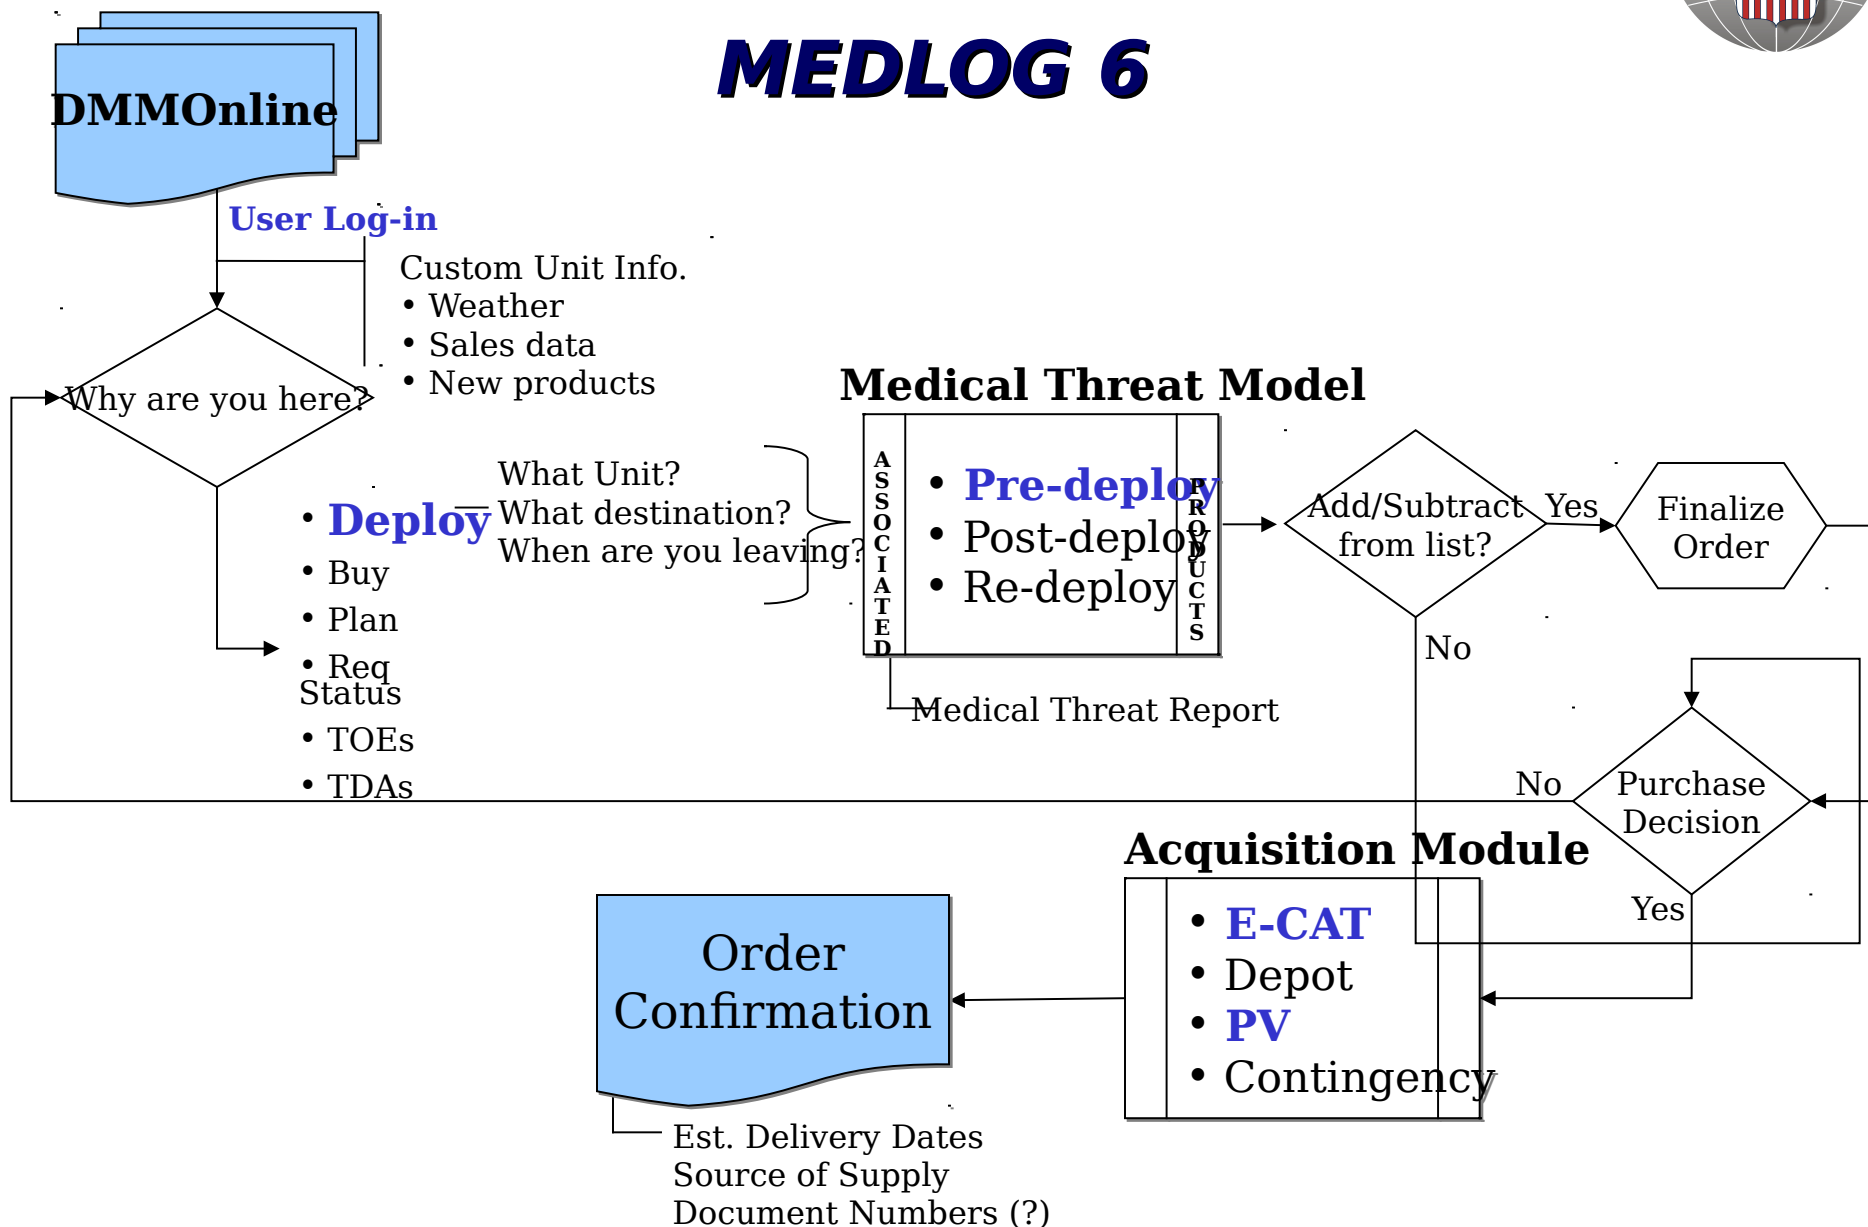 MEDLOG 6
DMMOnline
User Log-in
Custom Unit Info.
• Weather
• Sales data
• New products
Why are you here?
• Deploy
• Buy
• Plan
• Req
Status
• TOEs
• TDAs
What Unit?
What destination?
When are you leaving?
Medical Threat Model
ASSOCIATED
• Pre-deploy
• Post-deploy
• Re-deploy
PRODUCTS
Medical Threat Report
Add/Subtract
from list?
Yes
No
Finalize
Order
Purchase
Decision
No
Yes
Acquisition Module
• E-CAT
• Depot
• PV
• Contingency
Order
Confirmation
Est. Delivery Dates
Source of Supply
Document Numbers (?)